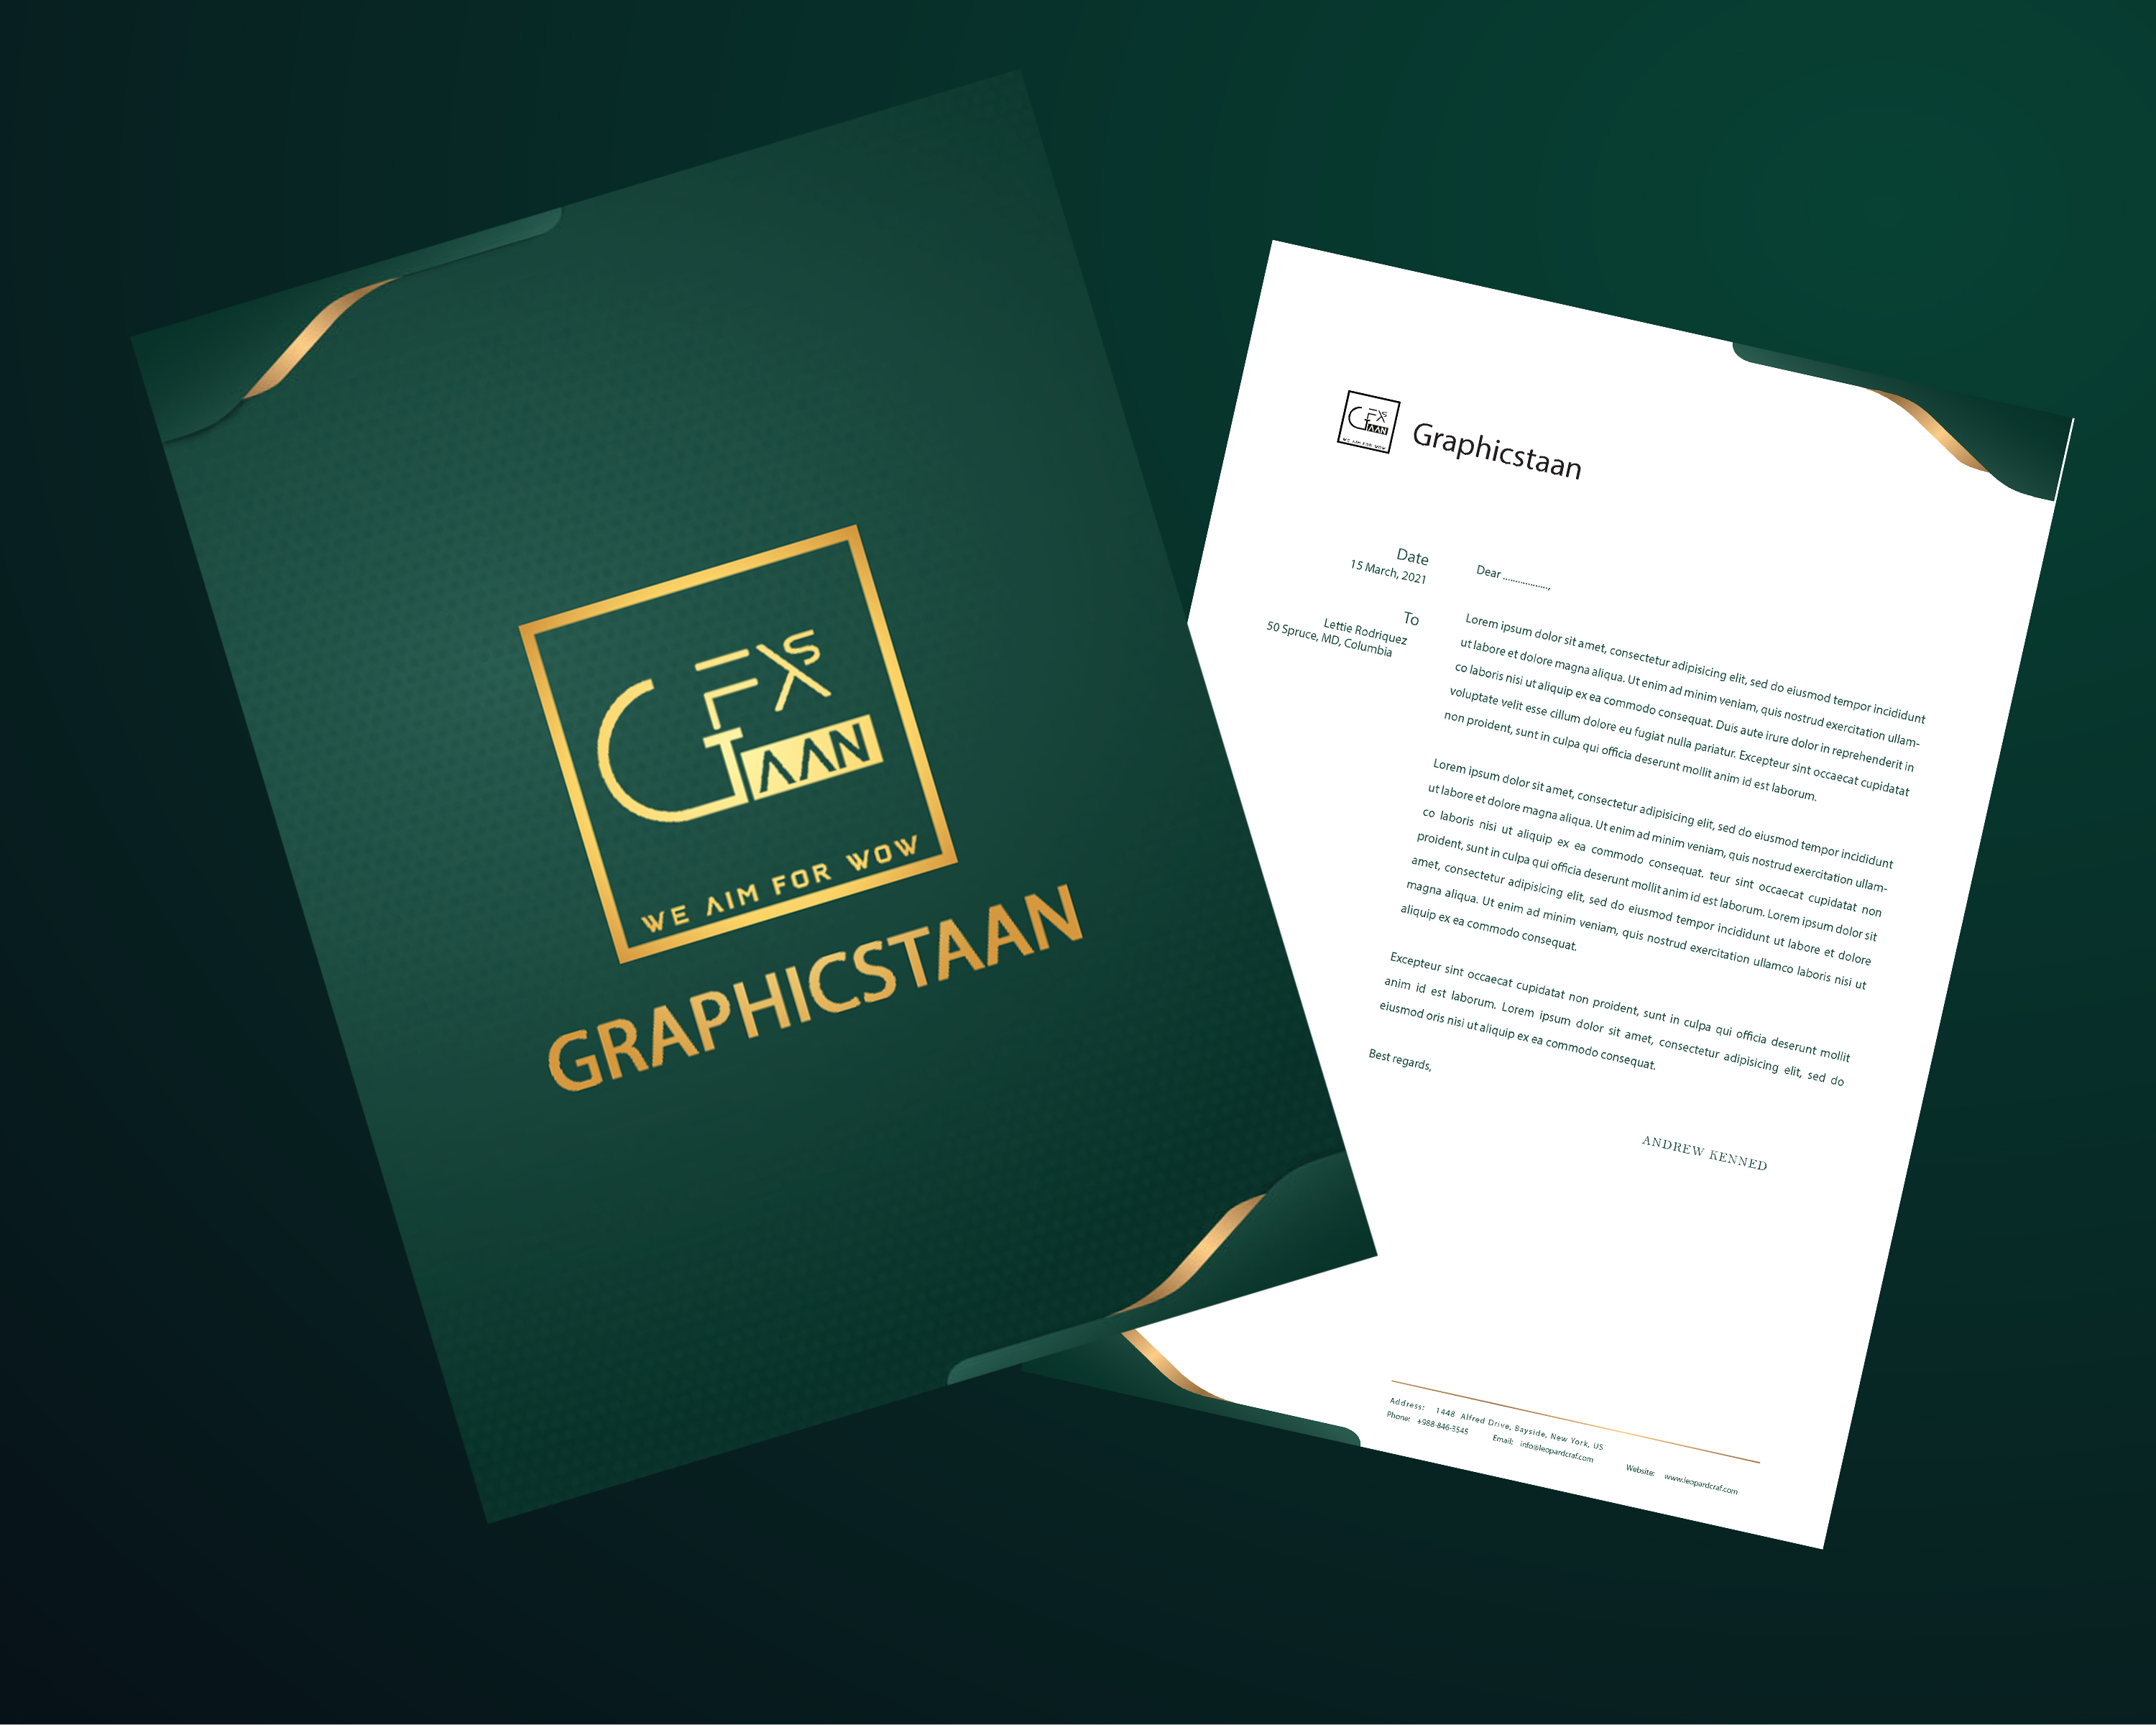 GFXS
TAAN
WE AIM FOR WOW
GRAPHICSTAAN
GFXS
TAAN
WE AIM FOR WOW
Graphicstaan
Date
15 March, 2021
To
Lettie Rodriquez
50 Spruce, MD, Columbia
Dear .................,
Lorem ipsum dolor sit amet, consectetur adipisicing elit, sed do eiusmod tempor incididunt
ut labore et dolore magna aliqua. Ut enim ad minim veniam, quis nostrud exercitation ullam-
co laboris nisi ut aliquip ex ea commodo consequat. Duis aute irure dolor in reprehenderit in
voluptate velit esse cillum dolore eu fugiat nulla pariatur. Excepteur sint occaecat cupidatat
non proident, sunt in culpa qui officia deserunt mollit anim id est laborum.
Lorem ipsum dolor sit amet, consectetur adipisicing elit, sed do eiusmod tempor incididunt
ut labore et dolore magna aliqua. Ut enim ad minim veniam, quis nostrud exercitation ullam-
co laboris nisi ut aliquip ex ea commodo consequat. teur sint occaecat cupidatat non
proident, sunt in culpa qui officia deserunt mollit anim id est laborum. Lorem ipsum dolor sit
amet, consectetur adipisicing elit, sed do eiusmod tempor incididunt ut labore et dolore
magna aliqua. Ut enim ad minim veniam, quis nostrud exercitation ullamco laboris nisi ut
aliquip ex ea commodo consequat.
Excepteur sint occaecat cupidatat non proident, sunt in culpa qui officia deserunt mollit
anim id est laborum. Lorem ipsum dolor sit amet, consectetur adipisicing elit, sed do
eiusmod oris nisi ut aliquip ex ea commodo consequat.
Best regards,
ANDREW KENNED
Address: 1448 Alfred Drive, Bayside, New York, US
Phone: +988-846-3545 Email: info@leopardcraf.com Website: www.leopardcraf.com